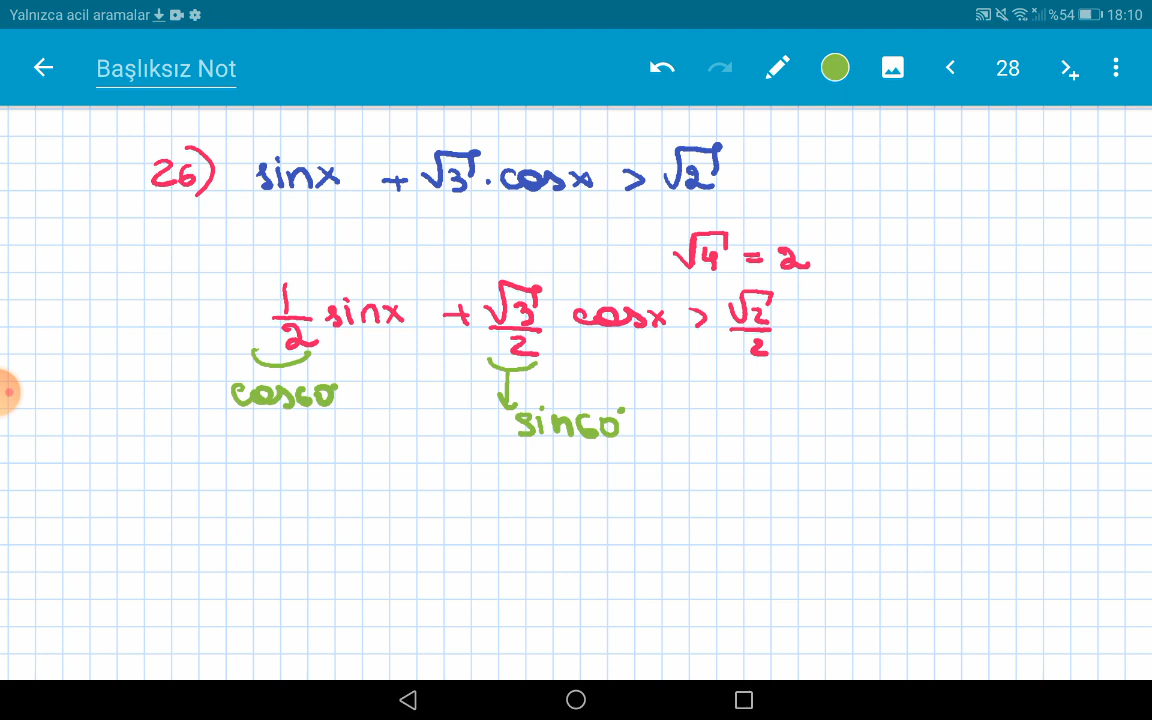 Yalnızca acil aramalar %54 18:10
Başlıksız Not 28
26) sinx + √3 . cosx > √2
√4 = 2
1/2 sinx + √3/2 cosx > √2/2
cos60°
sin60°